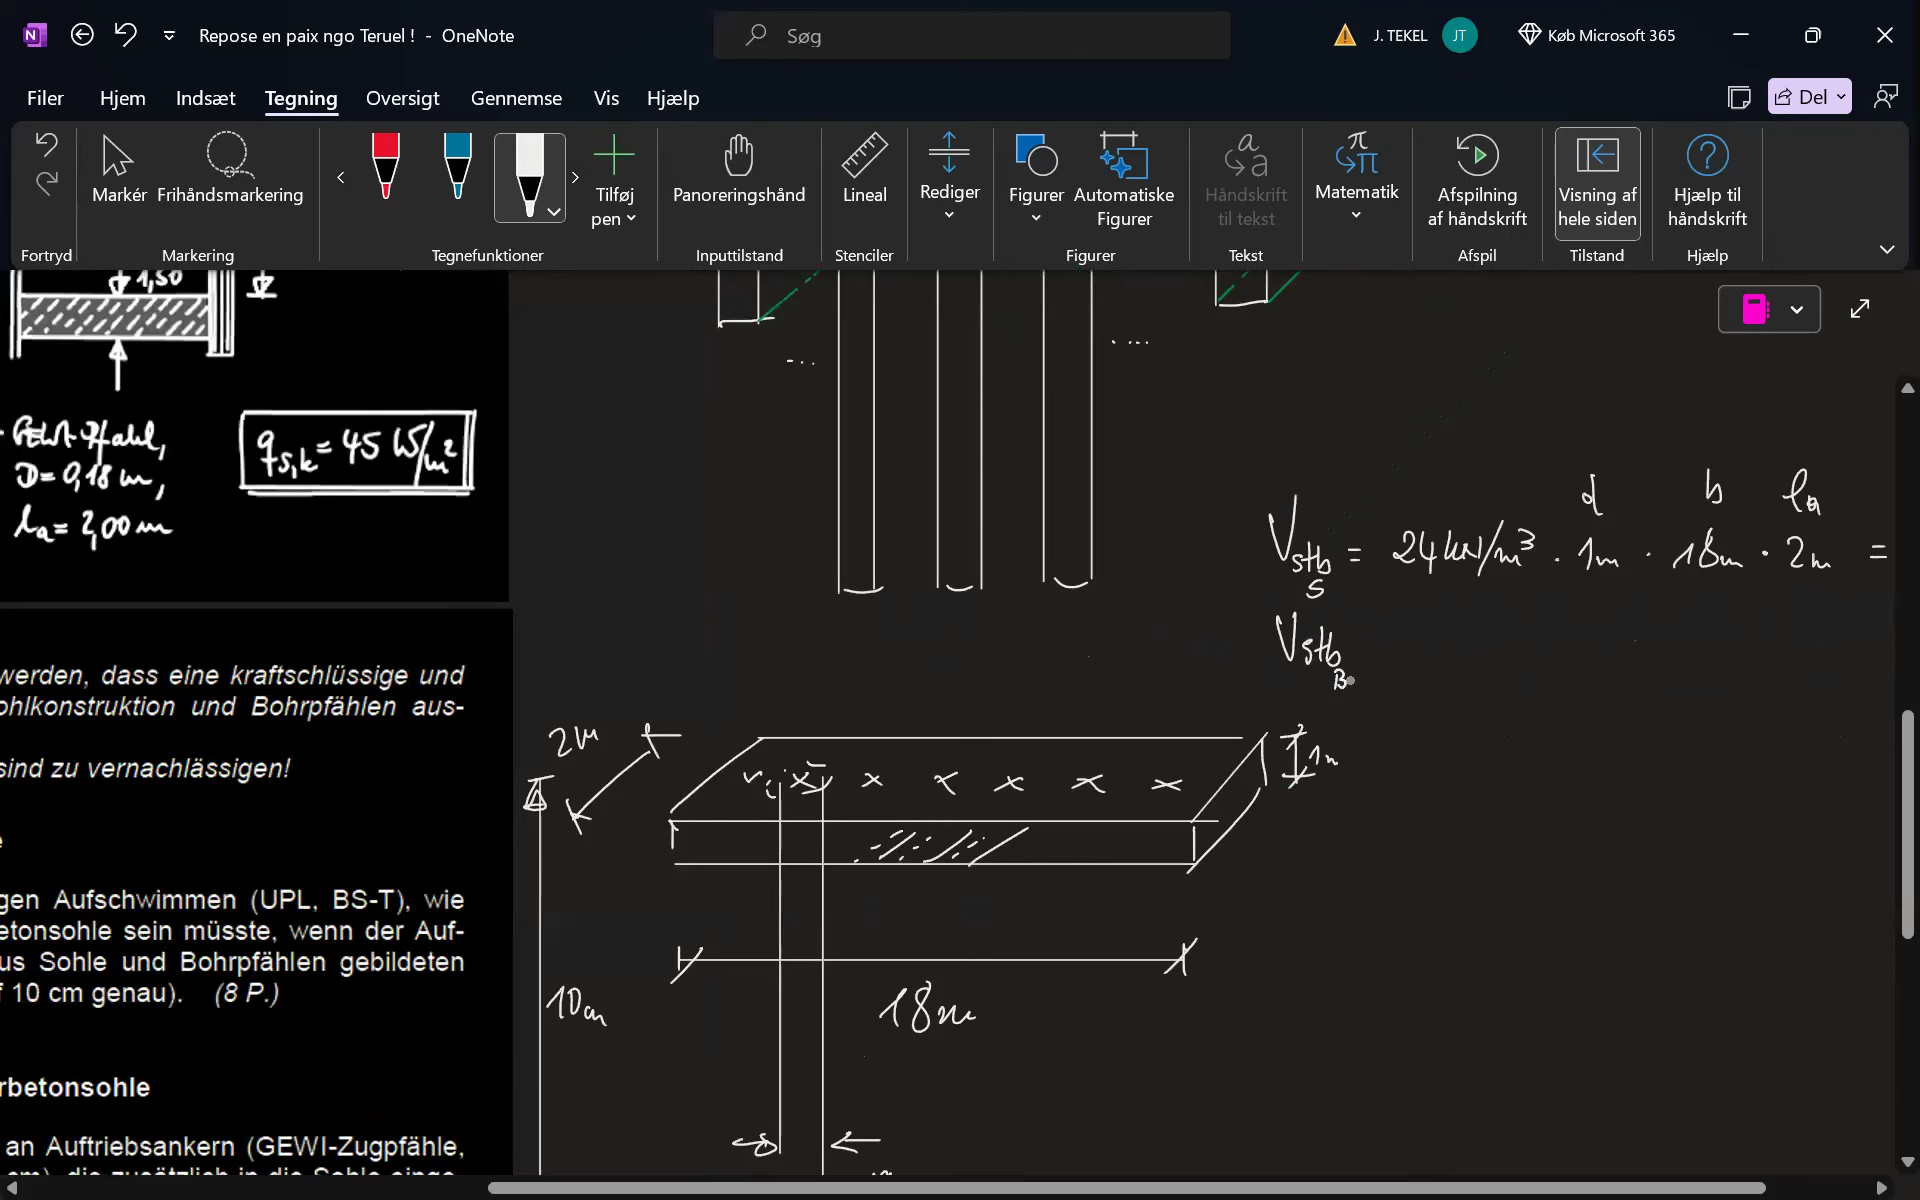 Repose en paix ngo Teruel ! - OneNote
Søg
J. TEKEL
JT
Køb Microsoft 365
Filer
Hjem
Indsæt
Tegning
Oversigt
Gennemse
Vis
Hjælp
Del
Markér
Frihåndsmarkering
Tilføj
pen
Panoreringshånd
Lineal
Rediger
Figurer
Automatiske
Figurer
Håndskrift
til tekst
Matematik
Afspilning
af håndskrift
Visning af
hele siden
Hjælp til
håndskrift
Fortryd
Markering
Tegnefunktioner
Inputtilstand
Stenciler
Figurer
Tekst
Afspil
Tilstand
Hjælp
1,50
D = 0,18 m,
la = 2,00 m
qs,k = 45 kN/m²
werden, dass eine kraftschlüssige und
ohlkonstruktion und Bohrpfählen aus-
sind zu vernachlässigen!
e
gen Aufschwimmen (UPL, BS-T), wie
etonsohle sein müsste, wenn der Auf-
us Sohle und Bohrpfählen gebildeten
f 10 cm genau). (8 P.)
rbetonsohle
an Auftriebsankern (GEWI-Zugpfähle,
d b la
Vstb S = 24 kN/m³ · 1m · 18m · 2m =
Vstb B
2m
1m
10m
18m